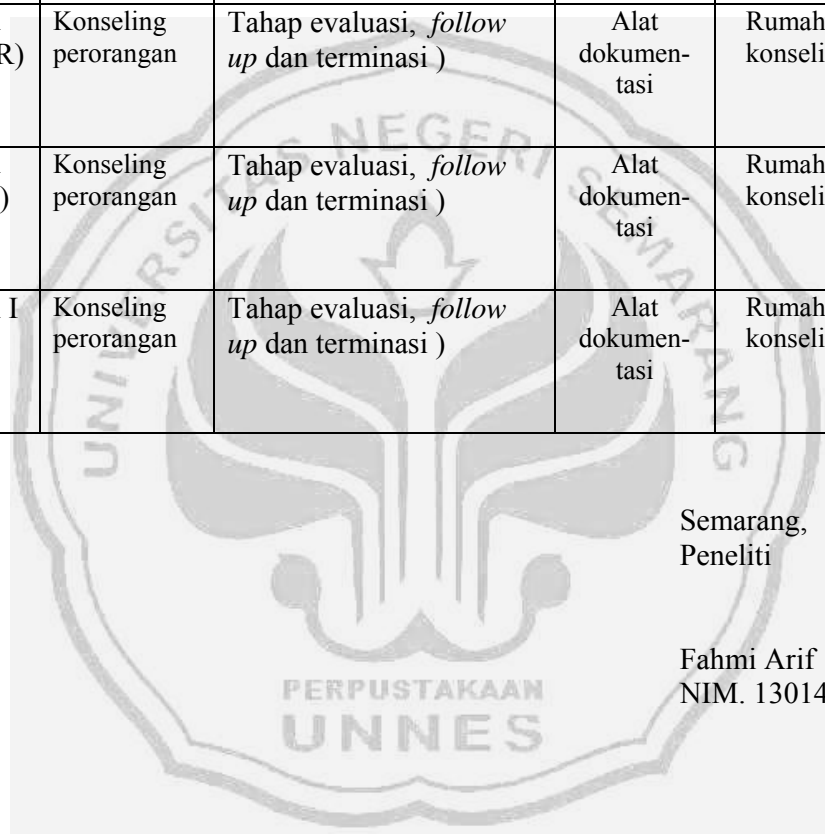 R) Konseling Tahap evaluasi, follow Alat Rumah
perorangan up dan terminasi ) dokumen- konseli
tasi
) Konseling Tahap evaluasi, follow Alat Rumah
perorangan up dan terminasi ) dokumen- konseli
tasi
I Konseling Tahap evaluasi, follow Alat Rumah
perorangan up dan terminasi ) dokumen- konseli
tasi
UNIVERSITAS NEGERI SEMARANG
Semarang,
Peneliti
Fahmi Arif
NIM. 13014
PERPUSTAKAAN
UNNES